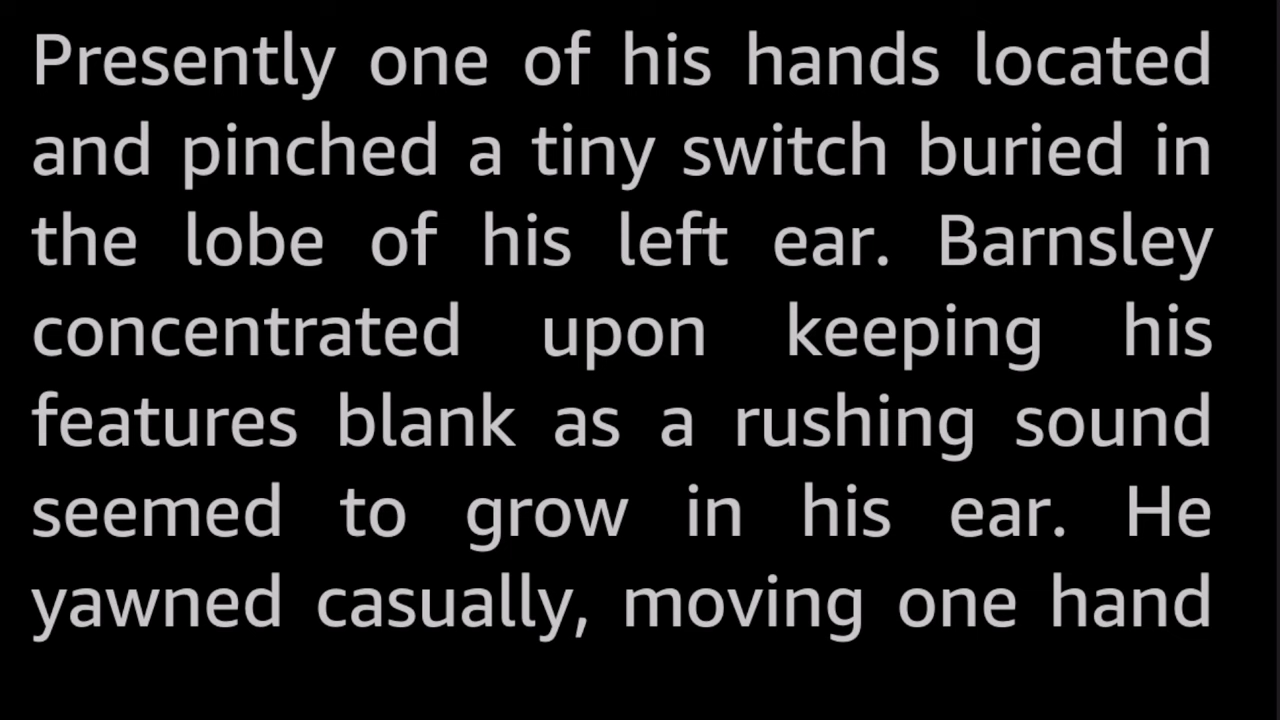 Presently one of his hands located
and pinched a tiny switch buried in
the lobe of his left ear. Barnsley
concentrated upon keeping his
features blank as a rushing sound
seemed to grow in his ear. He
yawned casually, moving one hand